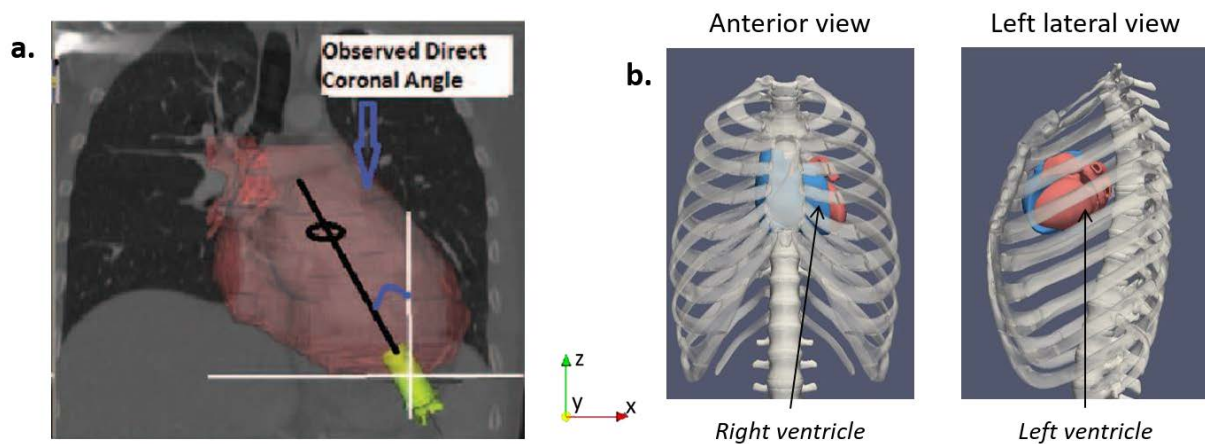 a.
Observed Direct
Coronal Angle
z
y
x
b.
Anterior view
Left lateral view
Right ventricle
Left ventricle